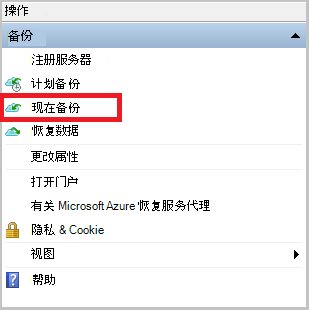 操作
备份
注册服务器
计划备份
现在备份
恢复数据
更改属性
打开门户
有关 Microsoft Azure 恢复服务代理
隐私 & Cookie
视图
帮助